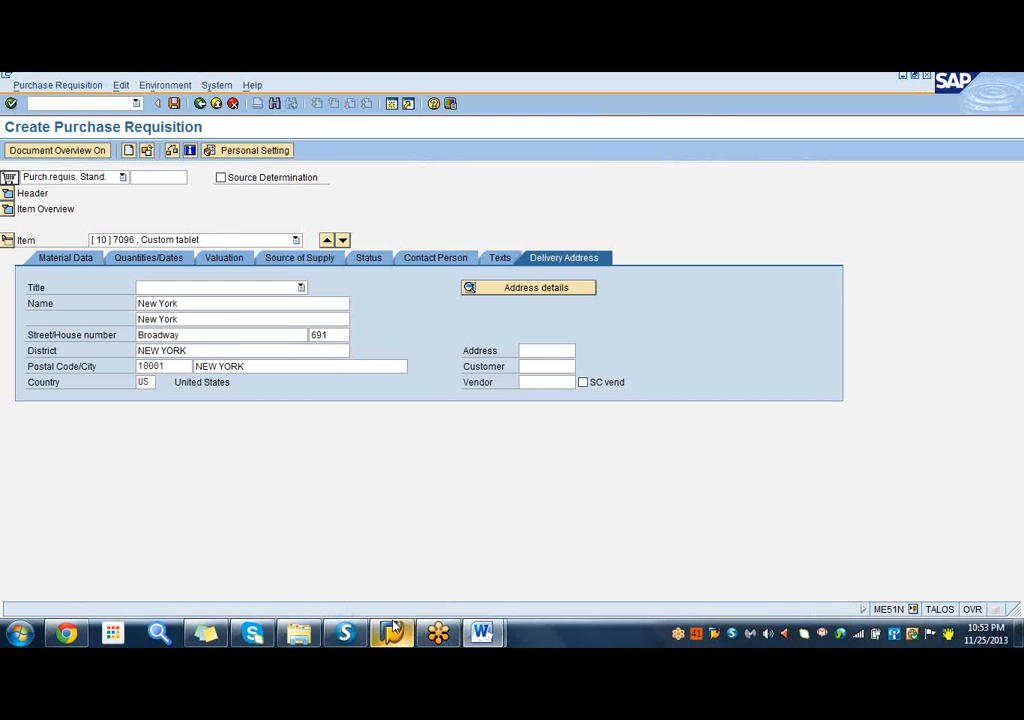 Purchase Requisition Edit Environment System Help
SAP
Create Purchase Requisition
Document Overview On Personal Setting
Purch.requis. Stand. Source Determination
Header
Item Overview
Item [ 10 ] 7096 , Custom tablet
Material Data Quantities/Dates Valuation Source of Supply Status Contact Person Texts Delivery Address
Title Address details
Name New York
New York
Street/House number Broadway 691
District NEW YORK Address
Postal Code/City 10001 NEW YORK Customer
Country US United States Vendor SC vend
ME51N TALOS OVR
41 10:53 PM
11/25/2013